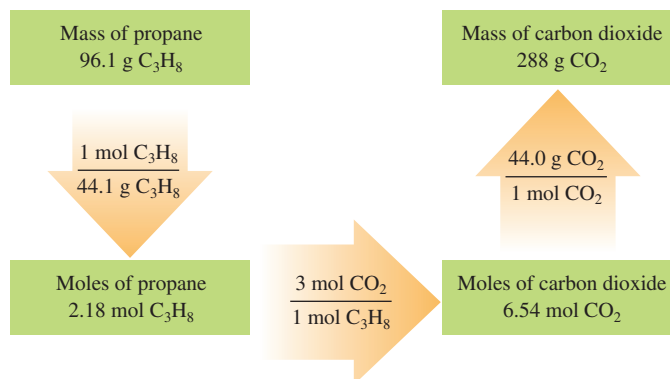 Mass of propane
96.1 g C₃H₈
Mass of carbon dioxide
288 g CO₂
1 mol C₃H₈
44.1 g C₃H₈
44.0 g CO₂
1 mol CO₂
Moles of propane
2.18 mol C₃H₈
3 mol CO₂
1 mol C₃H₈
Moles of carbon dioxide
6.54 mol CO₂